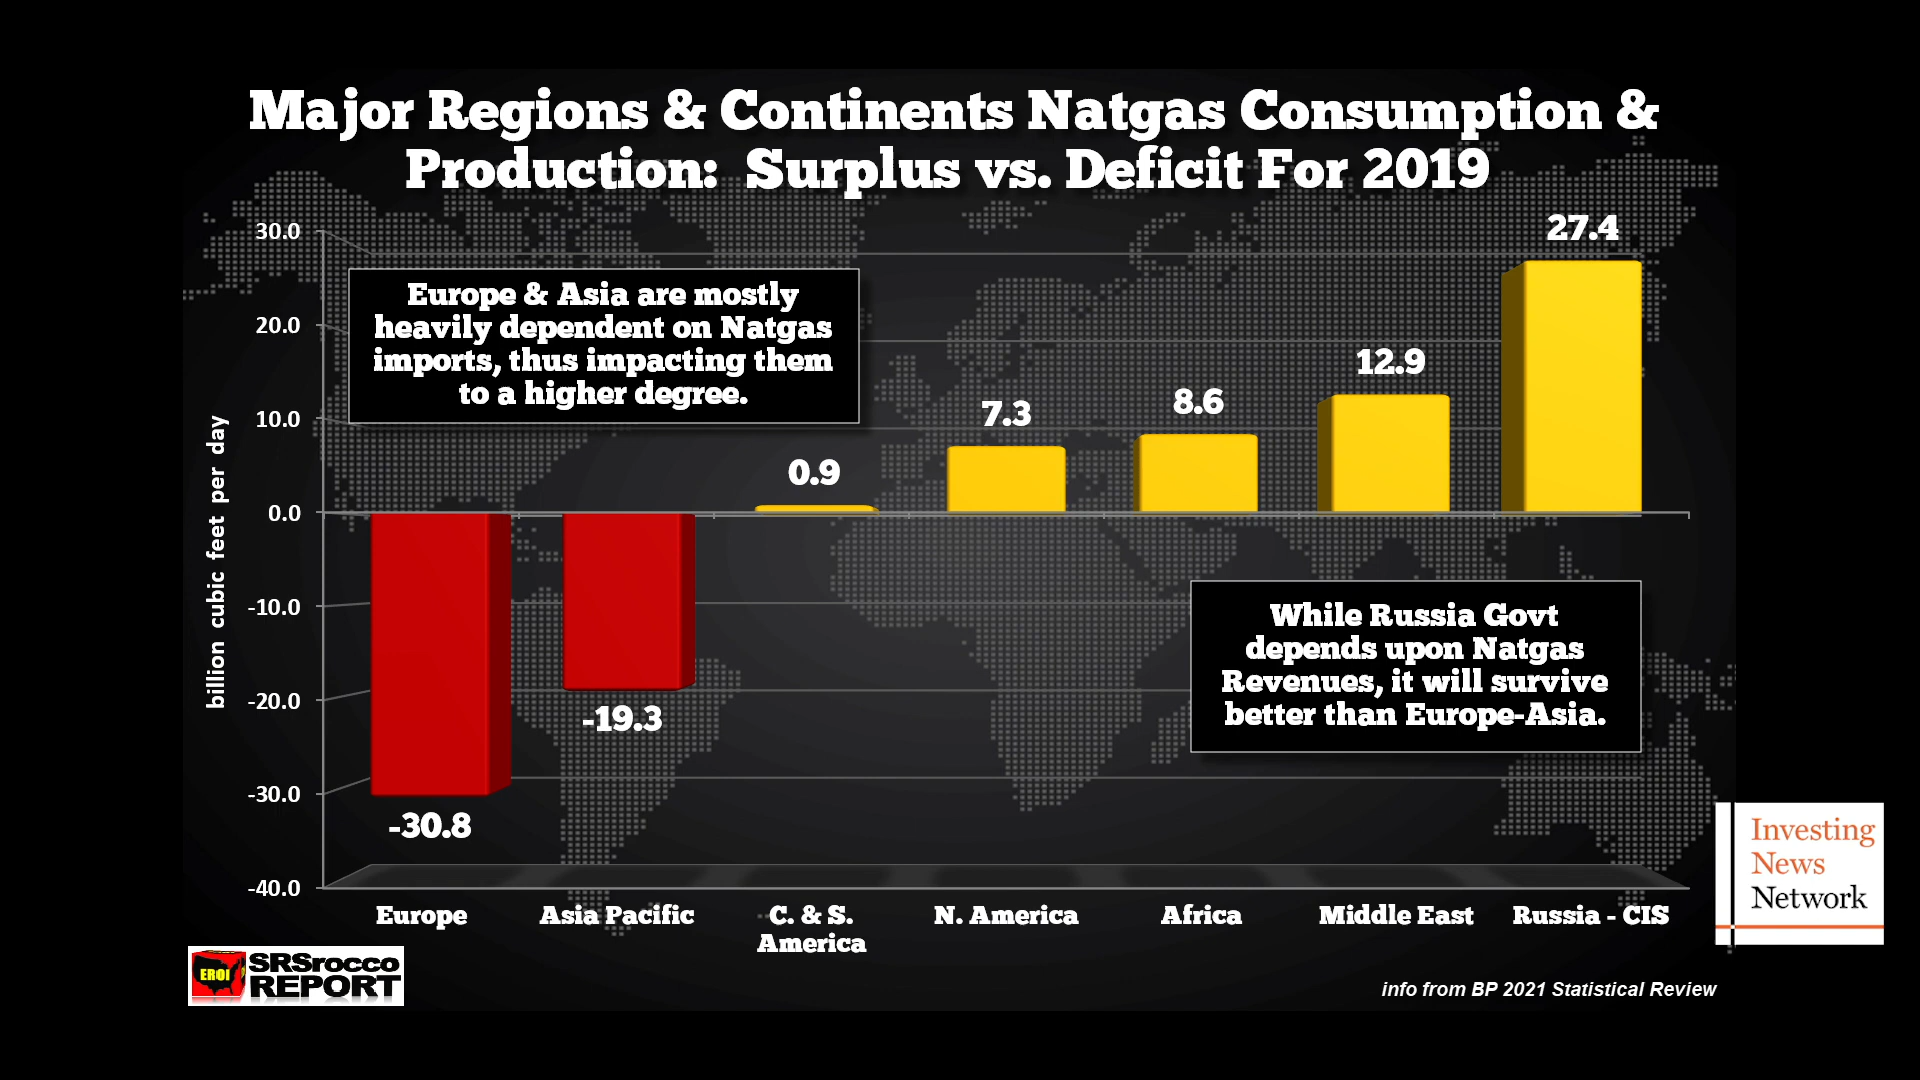 Major Regions & Continents Natgas Consumption &
Production: Surplus vs. Deficit For 2019
30.0
20.0
10.0
0.0
-10.0
-20.0
-30.0
-40.0
billion cubic feet per day
Europe & Asia are mostly
heavily dependent on Natgas
imports, thus impacting them
to a higher degree.
-30.8
-19.3
0.9
7.3
8.6
12.9
27.4
While Russia Govt
depends upon Natgas
Revenues, it will survive
better than Europe-Asia.
Europe
Asia Pacific
C. & S.
America
N. America
Africa
Middle East
Russia - CIS
Investing
News
Network
EROI
SRSrocco
REPORT
info from BP 2021 Statistical Review